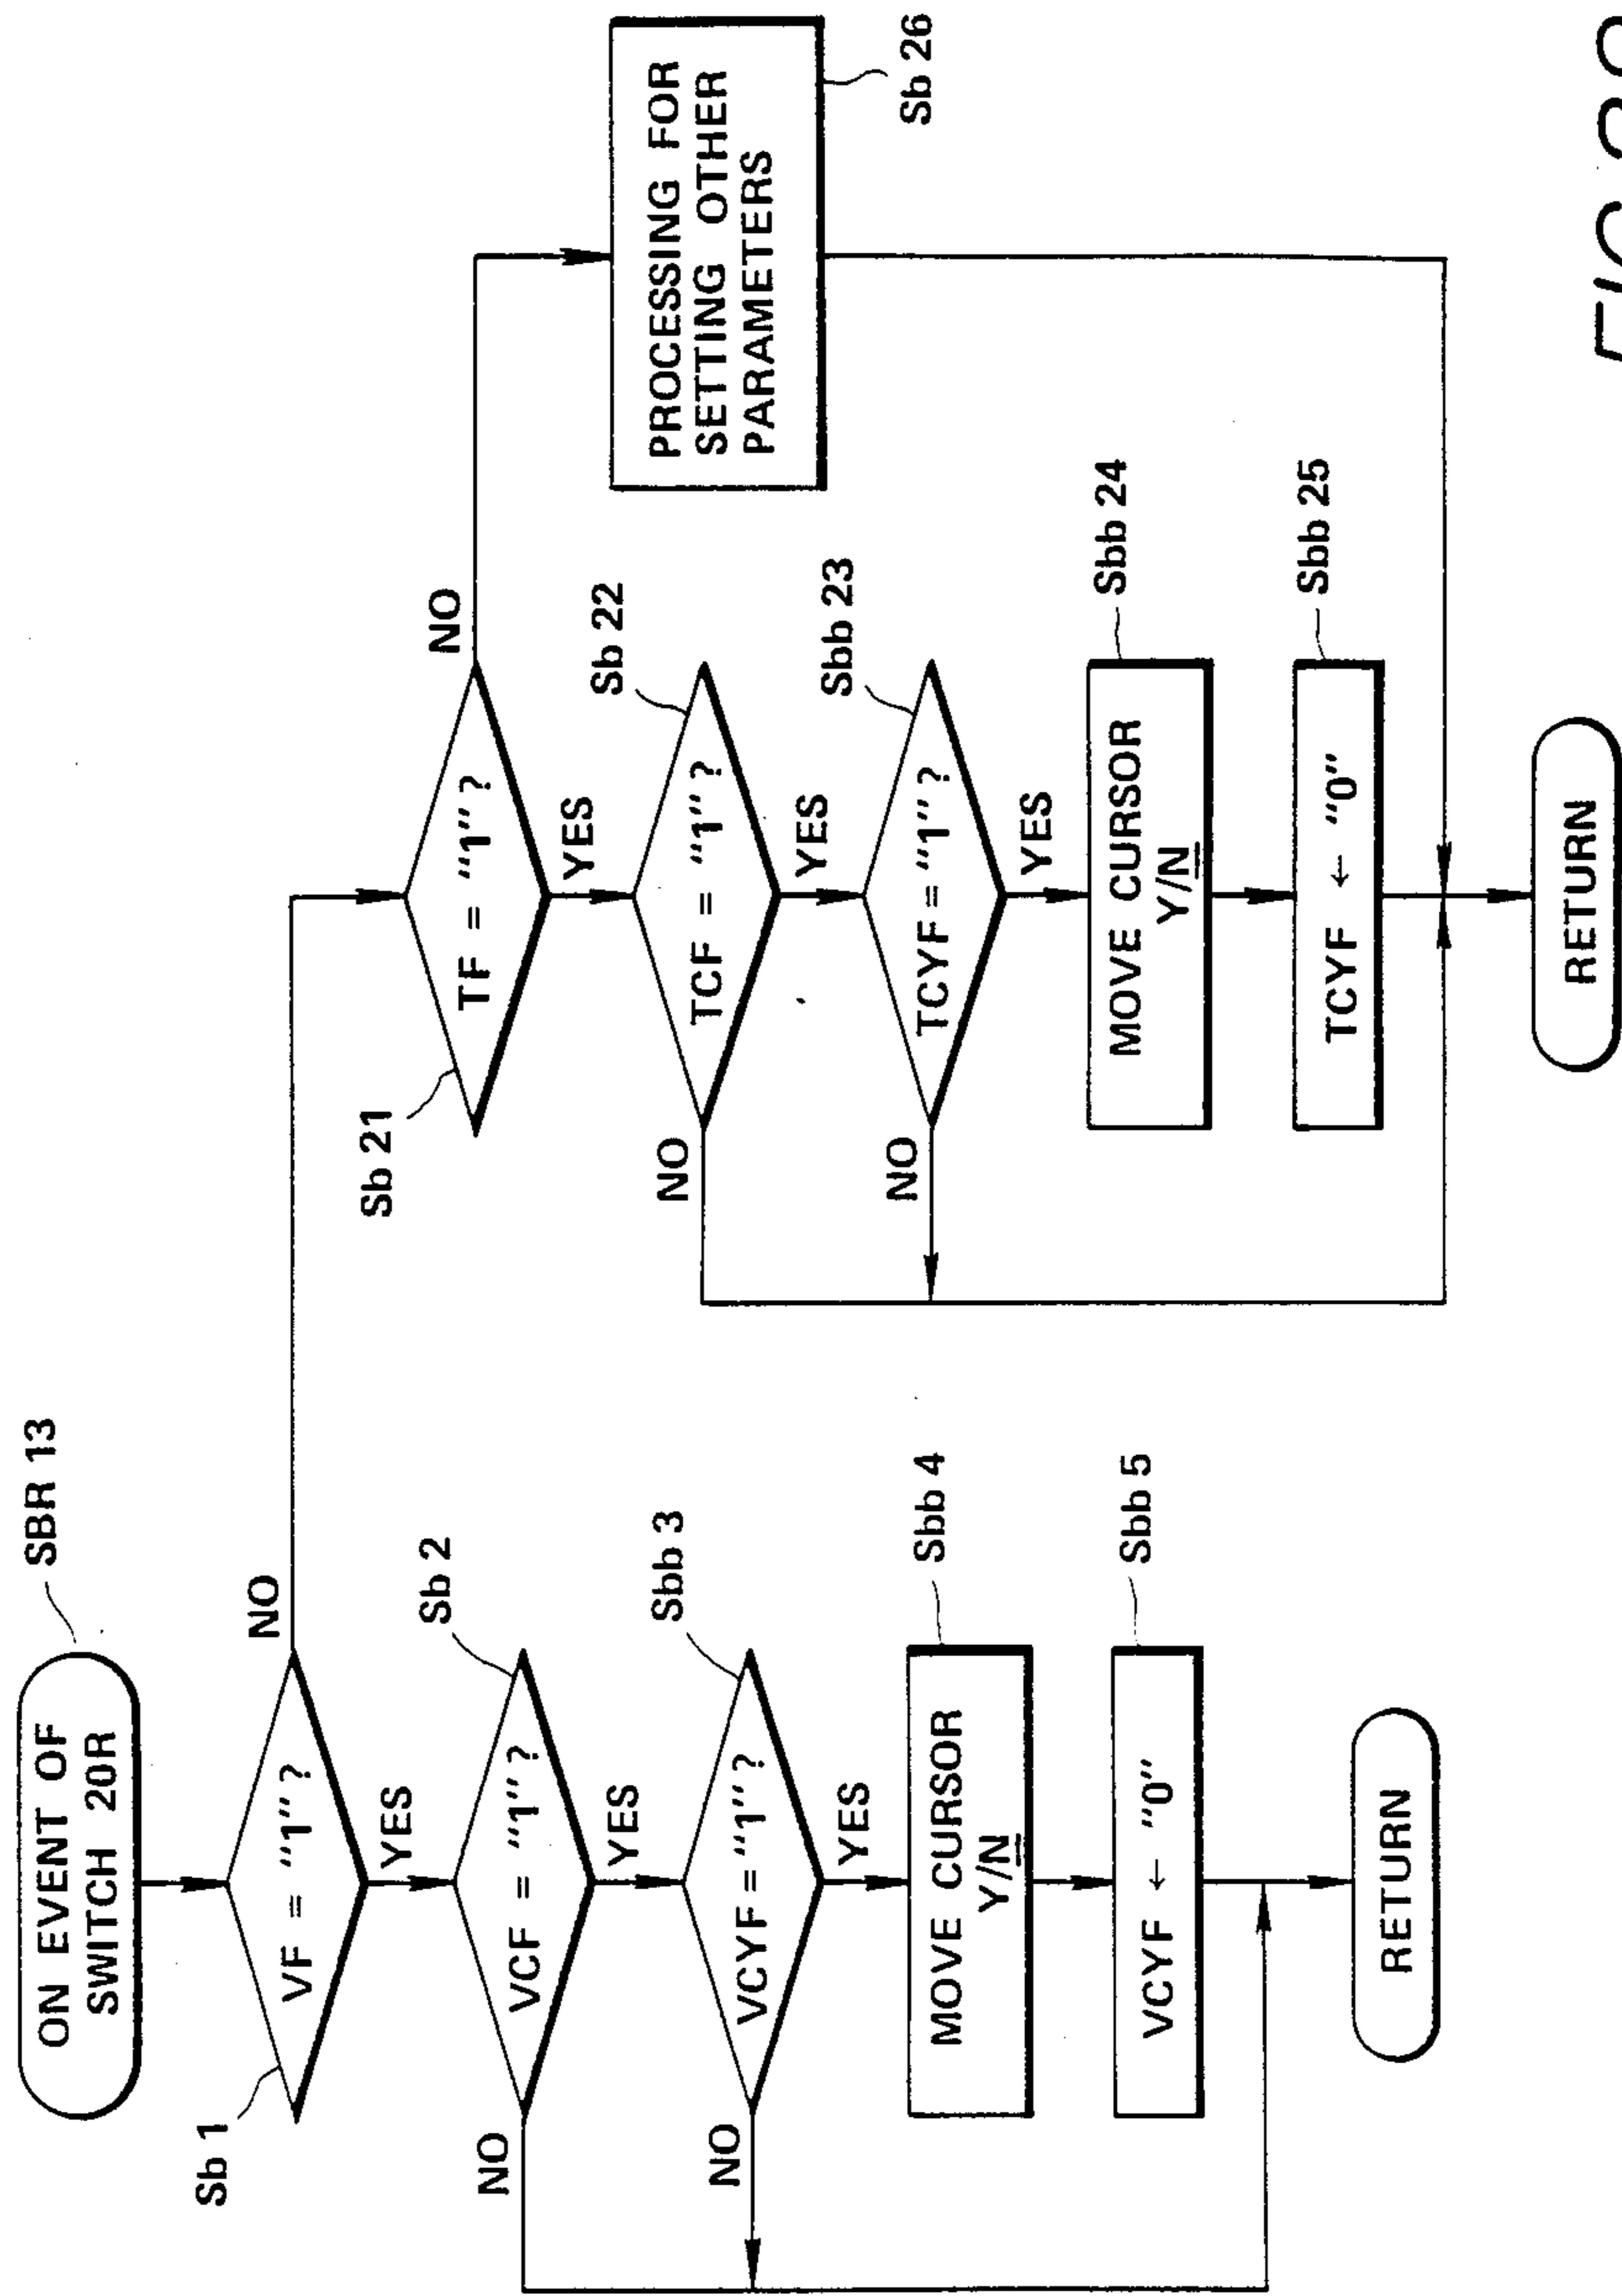 ON EVENT OF
SWITCH 20R
SBR 13
Sb 1
VF = "1" ?
NO
YES
Sb 2
VCF = "1" ?
NO
YES
Sbb 3
VCYF = "1" ?
NO
YES
Sbb 4
MOVE CURSOR
Y/N
Sbb 5
VCYF ← "0"
RETURN
Sb 21
TF = "1" ?
NO
YES
Sb 22
TCF = "1" ?
NO
YES
Sbb 23
TCYF = "1" ?
NO
YES
Sbb 24
MOVE CURSOR
Y/N
Sbb 25
TCYF ← "0"
RETURN
PROCESSING FOR
SETTING OTHER
PARAMETERS
Sb 26